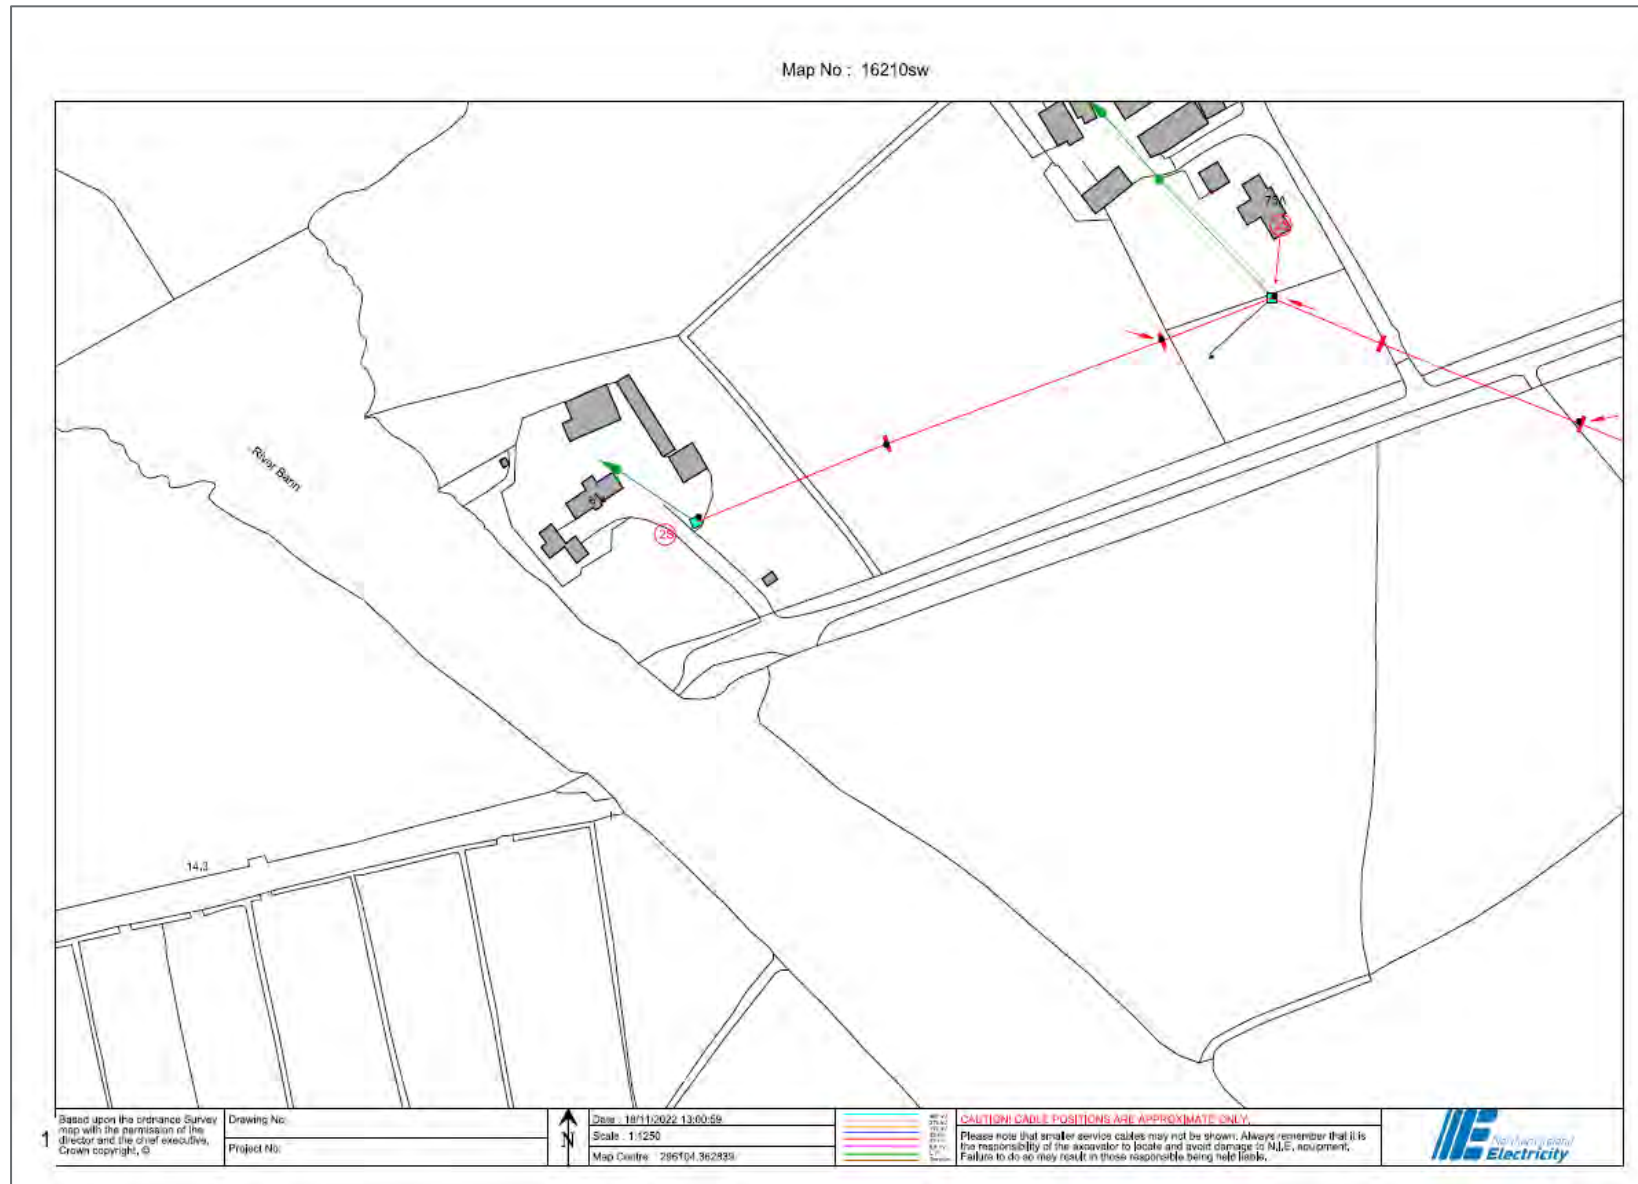 Map No : 16210sw
River Bann
14.3
1
Based upon the ordnance Survey
map with the permission of the
director and the chief executive,
Crown copyright, ©
Drawing No:
Project No:
N
Date : 18/11/2022 13:00:59
Scale : 1:1250
Map Centre : 296104,362839
CAUTION! CABLE POSITIONS ARE APPROXIMATE ONLY.
Please note that smaller service cables may not be shown. Always remember that it is
the responsibility of the excavator to locate and avoid damage to N.I.E. equipment.
Failure to do so may result in those responsible being held liable.
Northern Ireland
Electricity